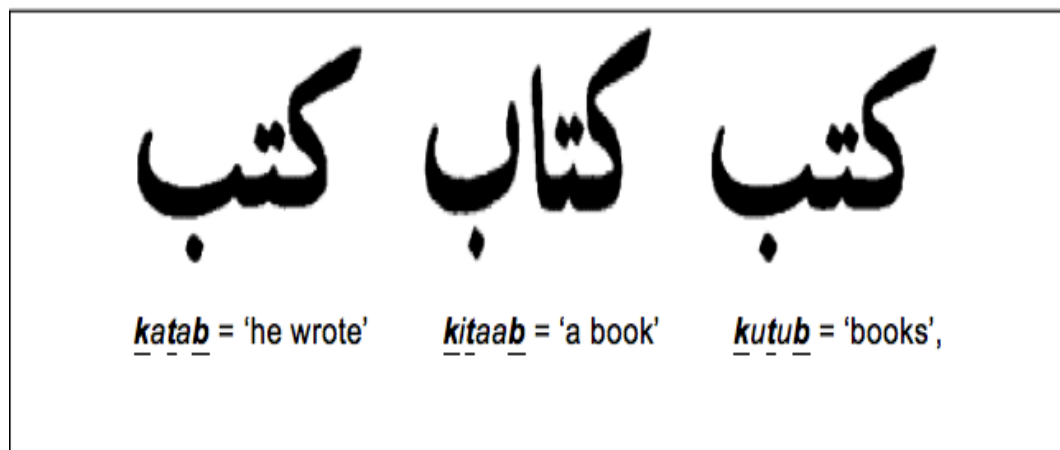 كتب كتاب كتب
katab = ‘he wrote’ kitaab = ‘a book’ kutub = ‘books’,